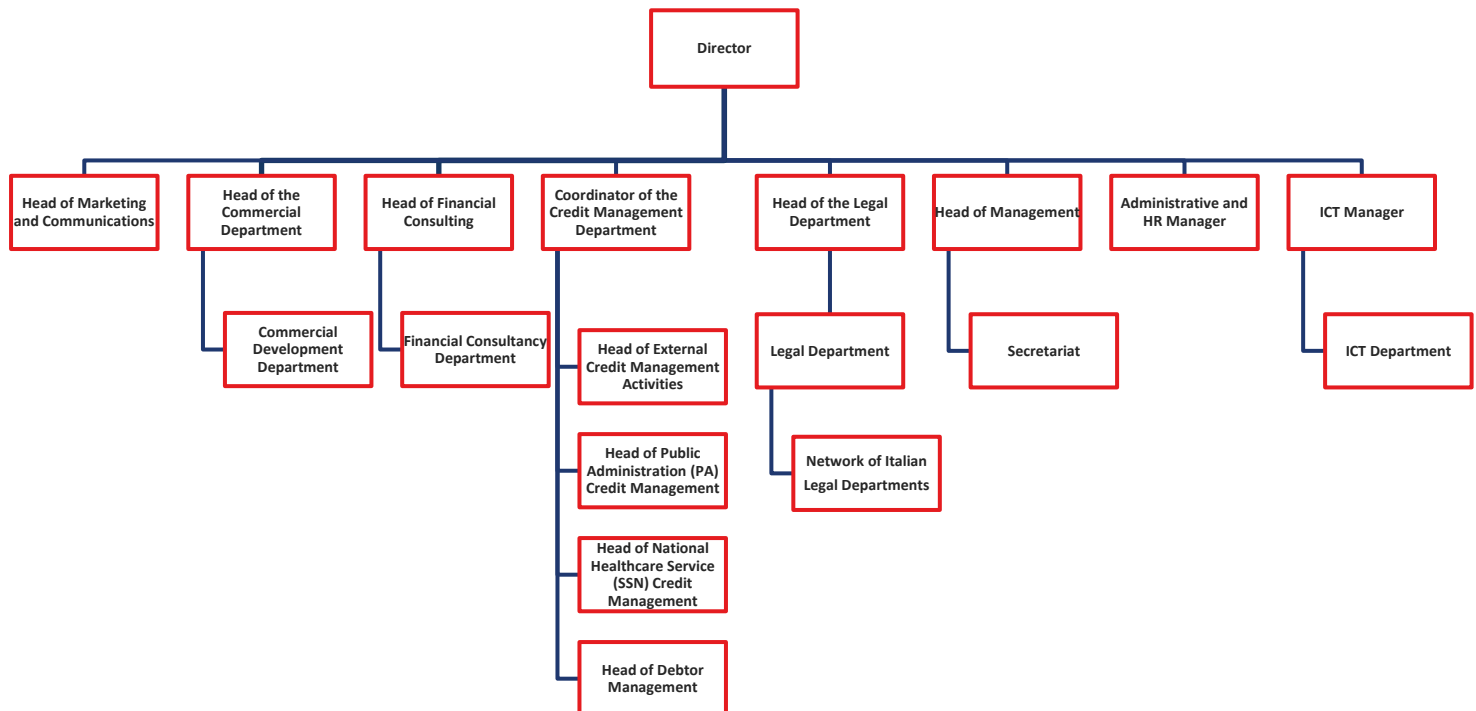 Director
Head of Marketing
and Communications
Head of the
Commercial
Department
Head of Financial
Consulting
Coordinator of the
Credit Management
Department
Head of the Legal
Department
Head of Management
Administrative and
HR Manager
ICT Manager
Commercial
Development
Department
Financial Consultancy
Department
Head of External
Credit Management
Activities
Head of Public
Administration (PA)
Credit Management
Head of National
Healthcare Service
(SSN) Credit
Management
Head of Debtor
Management
Legal Department
Network of Italian
Legal Departments
Secretariat
ICT Department